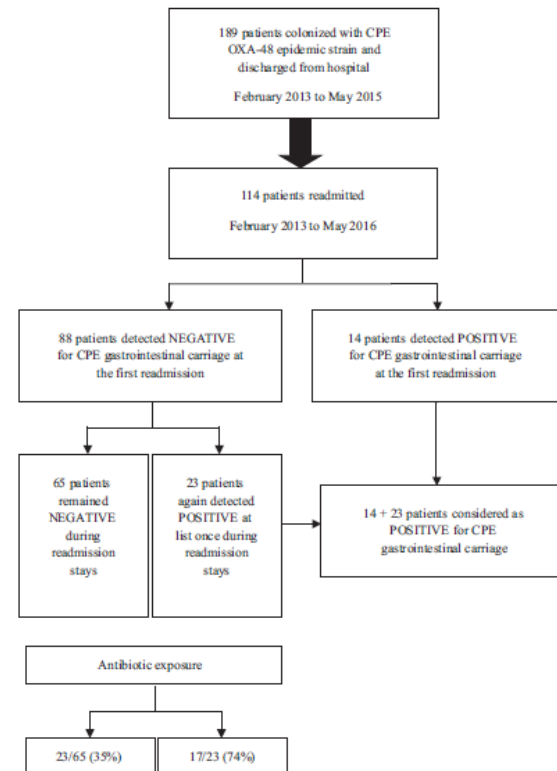 189 patients colonized with CPE
OXA-48 epidemic strain and
discharged from hospital
February 2013 to May 2015
114 patients readmitted
February 2013 to May 2016
88 patients detected NEGATIVE
for CPE gastrointestinal carriage at
the first readmission
14 patients detected POSITIVE
for CPE gastrointestinal carriage
at the first readmission
65 patients
remained
NEGATIVE
during
readmission
stays
23 patients
again detected
POSITIVE at
list once during
readmission
stays
14 + 23 patients considered as
POSITIVE for CPE
gastrointestinal carriage
Antibiotic exposure
23/65 (35%)
17/23 (74%)